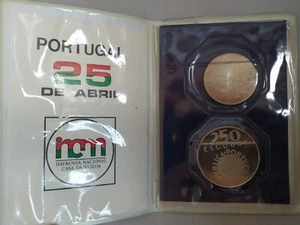 PORTUGAL
25
DE ABRIL
incm
IMPRENSA NACIONAL
CASA DA MOEDA
250
ESCUDOS